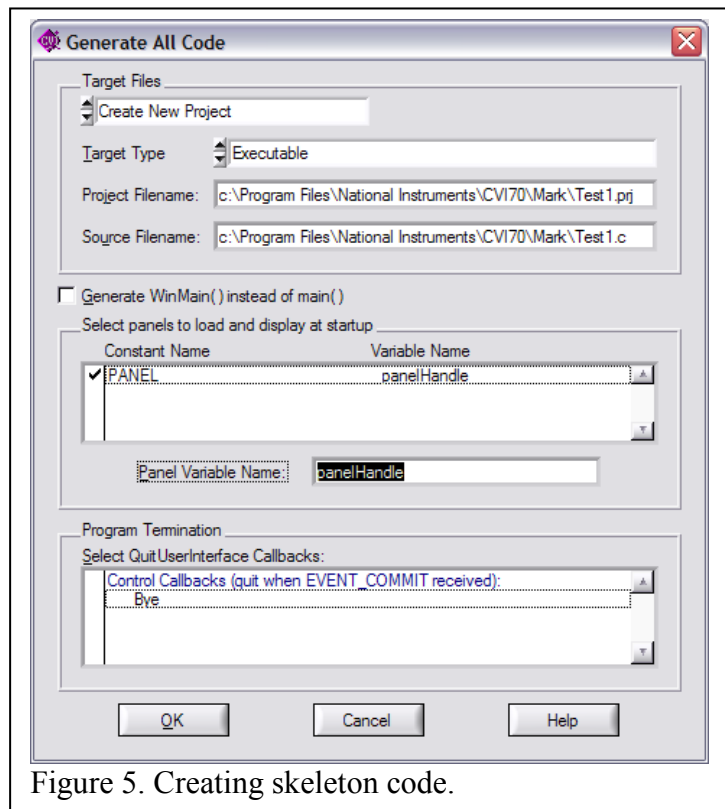 CVI Generate All Code
Target Files
Create New Project
Target Type Executable
Project Filename: c:\Program Files\National Instruments\CVI70\Mark\Test1.prj
Source Filename: c:\Program Files\National Instruments\CVI70\Mark\Test1.c
Generate WinMain( ) instead of main( )
Select panels to load and display at startup
Constant Name Variable Name
PANEL panelHandle
Panel Variable Name: panelHandle
Program Termination
Select QuitUserInterface Callbacks:
Control Callbacks (quit when EVENT_COMMIT received):
Bye
OK Cancel Help
Figure 5. Creating skeleton code.